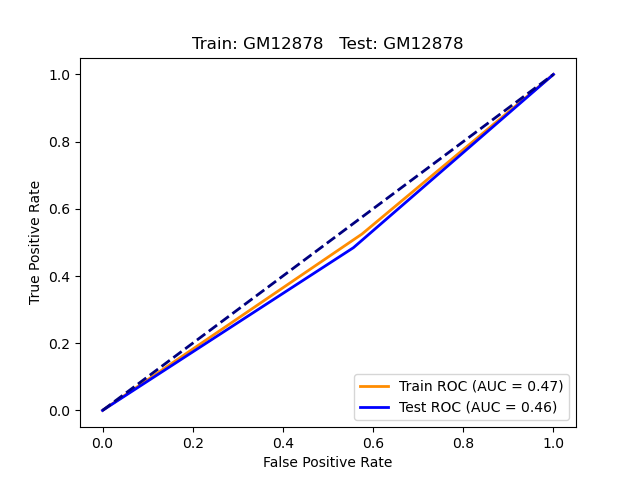 Train: GM12878   Test: GM12878
True Positive Rate
1.0
0.8
0.6
0.4
0.2
0.0
Train ROC (AUC = 0.47)
Test ROC (AUC = 0.46)
0.0 0.2 0.4 0.6 0.8 1.0
False Positive Rate